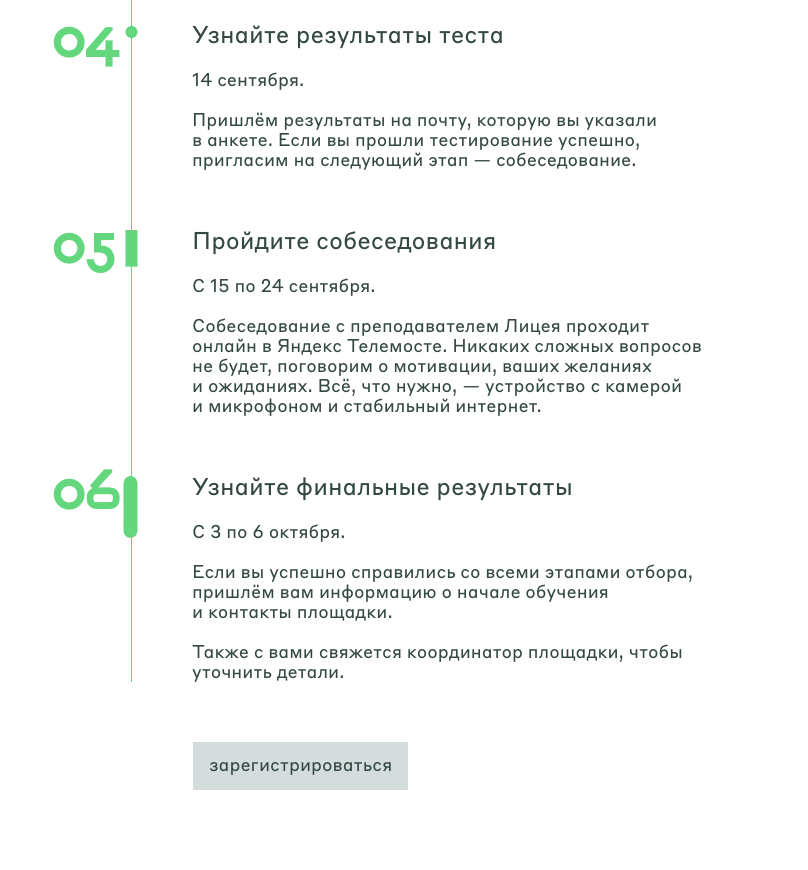 04
Узнайте результаты теста
14 сентября.
Пришлём результаты на почту, которую вы указали
в анкете. Если вы прошли тестирование успешно,
пригласим на следующий этап — собеседование.
05
Пройдите собеседования
С 15 по 24 сентября.
Собеседование с преподавателем Лицея проходит
онлайн в Яндекс Телемосте. Никаких сложных вопросов
не будет, поговорим о мотивации, ваших желаниях
и ожиданиях. Всё, что нужно, — устройство с камерой
и микрофоном и стабильный интернет.
06
Узнайте финальные результаты
С 3 по 6 октября.
Если вы успешно справились со всеми этапами отбора,
пришлём вам информацию о начале обучения
и контакты площадки.
Также с вами свяжется координатор площадки, чтобы
уточнить детали.
зарегистрироваться